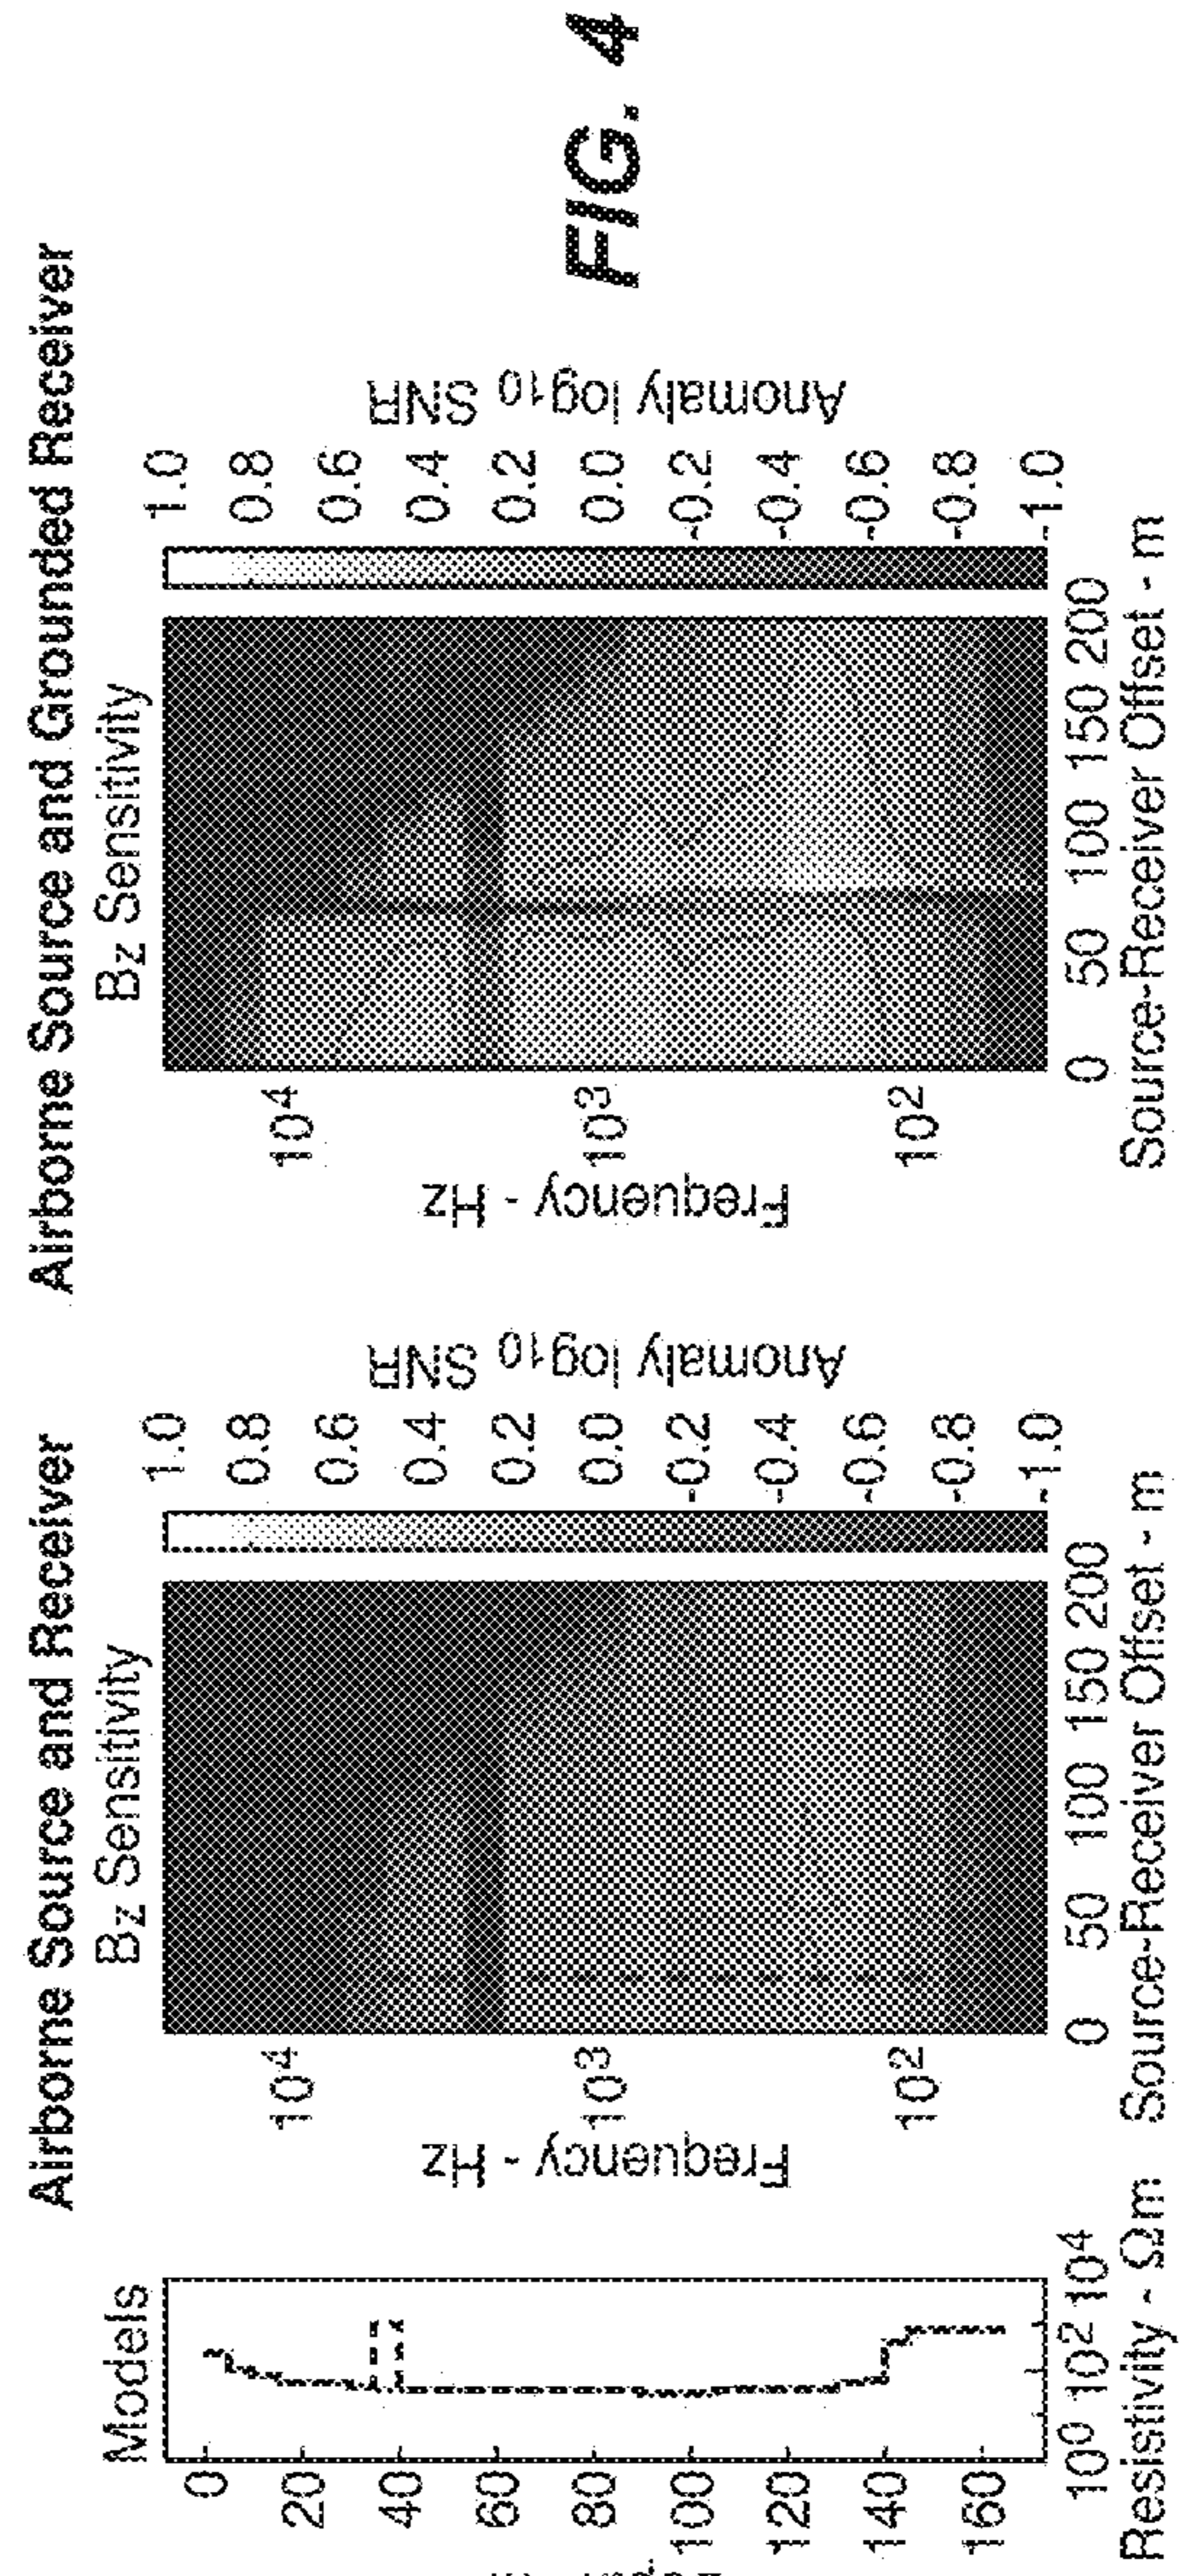 Airborne Source and Receiver
Airborne Source and Grounded Receiver
Models
0
20
40
60
80
100
120
140
160
10⁰ 10² 10⁴
Resistivity - Ωm
Bz Sensitivity
Frequency - Hz
10⁴
10³
10²
0 50 100 150 200
Source-Receiver Offset - m
1.0
0.8
0.6
0.4
0.2
0.0
-0.2
-0.4
-0.6
-0.8
-1.0
Anomaly log₁₀ SNR
Bz Sensitivity
Frequency - Hz
10⁴
10³
10²
0 50 100 150 200
Source-Receiver Offset - m
1.0
0.8
0.6
0.4
0.2
0.0
-0.2
-0.4
-0.6
-0.8
-1.0
Anomaly log₁₀ SNR
FIG. 4